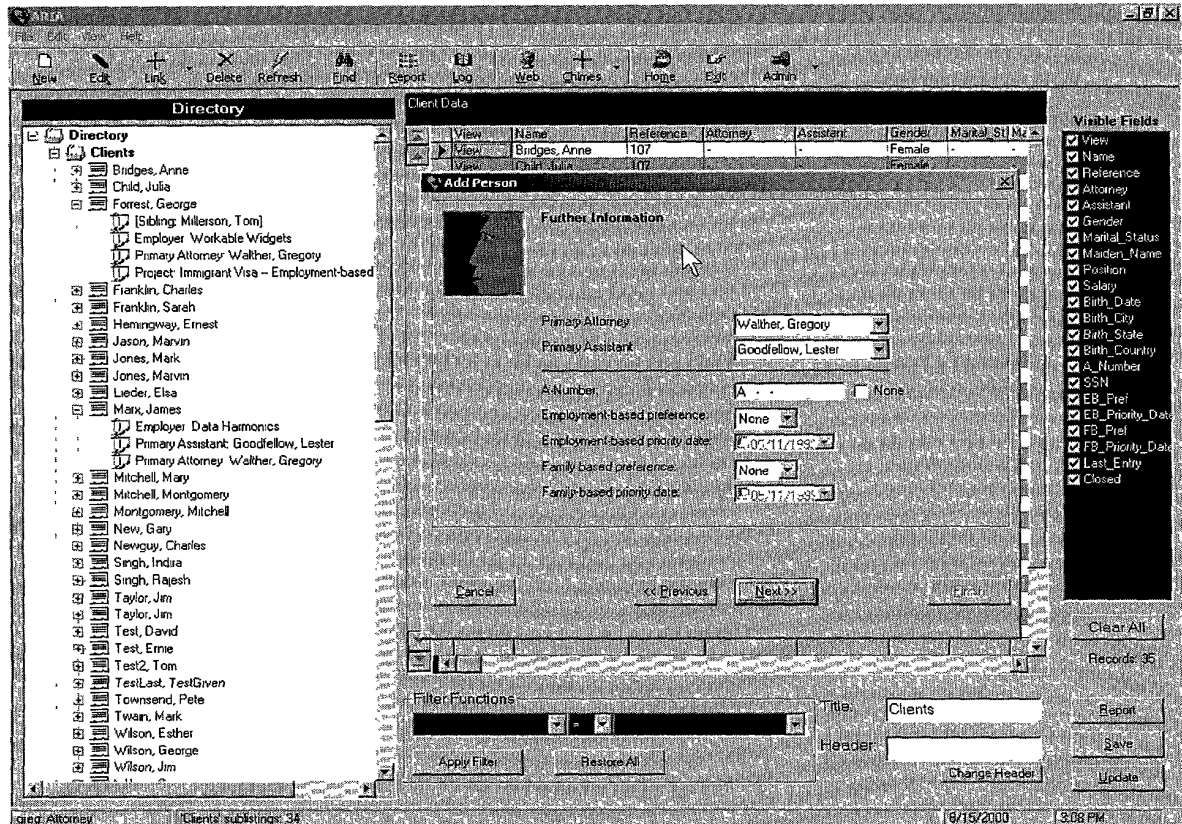 ARIA
File Edit View Help
New Edit Link Delete Refresh Find Report Log Web Chimes Home Exit Admin
Directory
Directory
Clients
Bridges, Anne
Child, Julia
Forrest, George
[Sibling: Millerson, Tom]
Employer: Workable Widgets
Primary Attorney: Walther, Gregory
Project: Immigrant Visa – Employment-based
Franklin, Charles
Franklin, Sarah
Hemingway, Ernest
Jason, Marvin
Jones, Mark
Jones, Marvin
Lieder, Elsa
Marx, James
Employer: Data Harmonics
Primary Assistant: Goodfellow, Lester
Primary Attorney: Walther, Gregory
Mitchell, Mary
Mitchell, Montgomery
Montgomery, Mitchell
New, Gary
Newguy, Charles
Singh, Indira
Singh, Rajesh
Taylor, Jim
Taylor, Jim
Test, David
Test, Ernie
Test2, Tom
TestLast, TestGiven
Townsend, Pete
Twain, Mark
Wilson, Esther
Wilson, George
Wilson, Jim
Client Data
View Name Reference Attorney Assistant Gender Marital_St
View Bridges, Anne 107 - - Female - -
View Child, Julia 107 Female
Add Person
Further Information
Primary Attorney Walther, Gregory
Primary Assistant Goodfellow, Lester
A-Number: A - - None
Employment-based preference: None
Employment-based priority date:
Family based preference: None
Family-based priority date:
Cancel << Previous Next >> Finish
Filter Functions
=
Apply Filter Restore All
Title: Clients
Header:
Change Header
Visible Fields
View
Name
Reference
Attorney
Assistant
Gender
Marital_Status
Maiden_Name
Position
Salary
Birth_Date
Birth_City
Birth_State
Birth_Country
A_Number
SSN
EB_Pref
EB_Priority_Date
FB_Pref
FB_Priority_Date
Last_Entry
Closed
Clear All
Records: 35
Report
Save
Update
greg: Attorney Clients' sublistings: 34 8/15/2000 3:08 PM